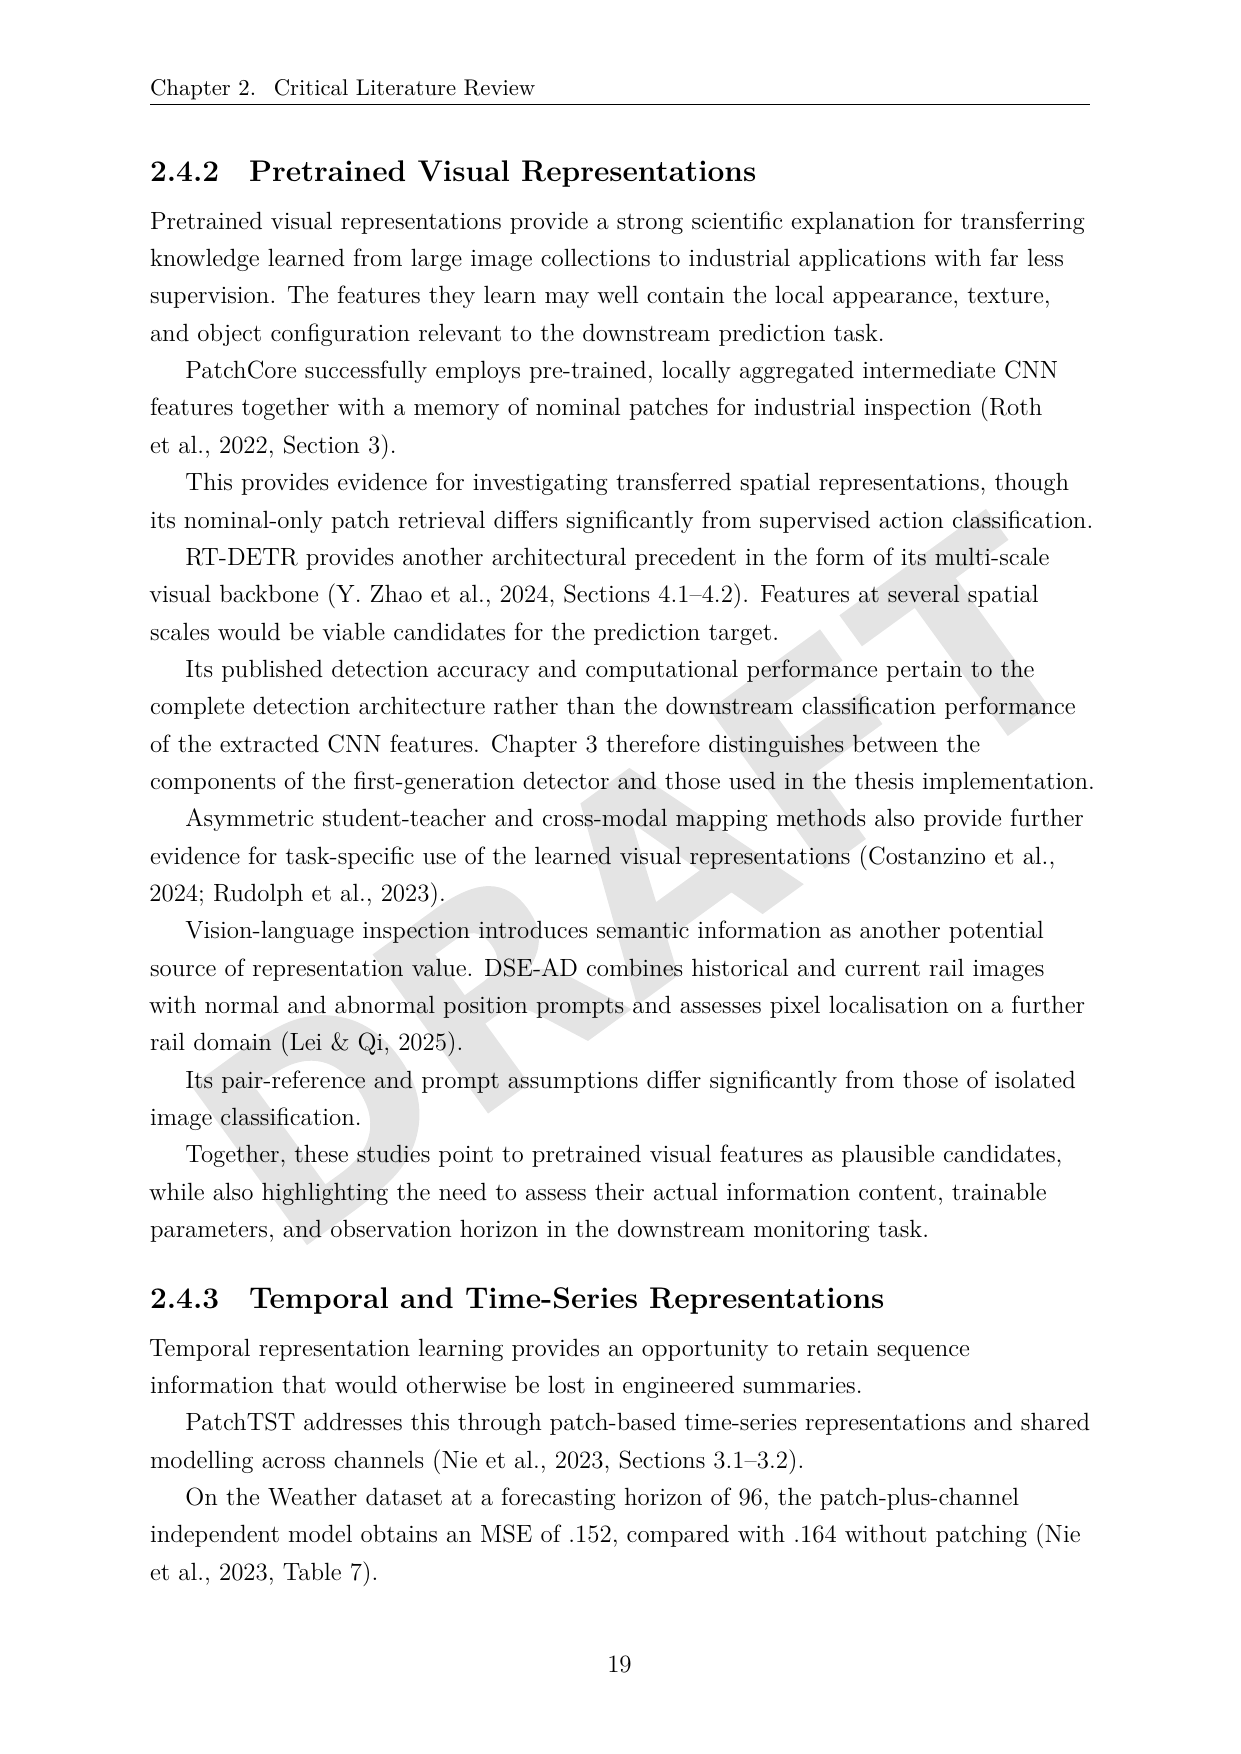 Chapter 2. Critical Literature Review
2.4.2 Pretrained Visual Representations
Pretrained visual representations provide a strong scientific explanation for transferring
knowledge learned from large image collections to industrial applications with far less
supervision. The features they learn may well contain the local appearance, texture,
and object configuration relevant to the downstream prediction task.
PatchCore successfully employs pre-trained, locally aggregated intermediate CNN
features together with a memory of nominal patches for industrial inspection (Roth
et al., 2022, Section 3).
This provides evidence for investigating transferred spatial representations, though
its nominal-only patch retrieval differs significantly from supervised action classification.
RT-DETR provides another architectural precedent in the form of its multi-scale
visual backbone (Y. Zhao et al., 2024, Sections 4.1–4.2). Features at several spatial
scales would be viable candidates for the prediction target.
Its published detection accuracy and computational performance pertain to the
complete detection architecture rather than the downstream classification performance
of the extracted CNN features. Chapter 3 therefore distinguishes between the
components of the first-generation detector and those used in the thesis implementation.
Asymmetric student-teacher and cross-modal mapping methods also provide further
evidence for task-specific use of the learned visual representations (Costanzino et al.,
2024; Rudolph et al., 2023).
Vision-language inspection introduces semantic information as another potential
source of representation value. DSE-AD combines historical and current rail images
with normal and abnormal position prompts and assesses pixel localisation on a further
rail domain (Lei & Qi, 2025).
Its pair-reference and prompt assumptions differ significantly from those of isolated
image classification.
Together, these studies point to pretrained visual features as plausible candidates,
while also highlighting the need to assess their actual information content, trainable
parameters, and observation horizon in the downstream monitoring task.
2.4.3 Temporal and Time-Series Representations
Temporal representation learning provides an opportunity to retain sequence
information that would otherwise be lost in engineered summaries.
PatchTST addresses this through patch-based time-series representations and shared
modelling across channels (Nie et al., 2023, Sections 3.1–3.2).
On the Weather dataset at a forecasting horizon of 96, the patch-plus-channel
independent model obtains an MSE of .152, compared with .164 without patching (Nie
et al., 2023, Table 7).
19
DRAFT